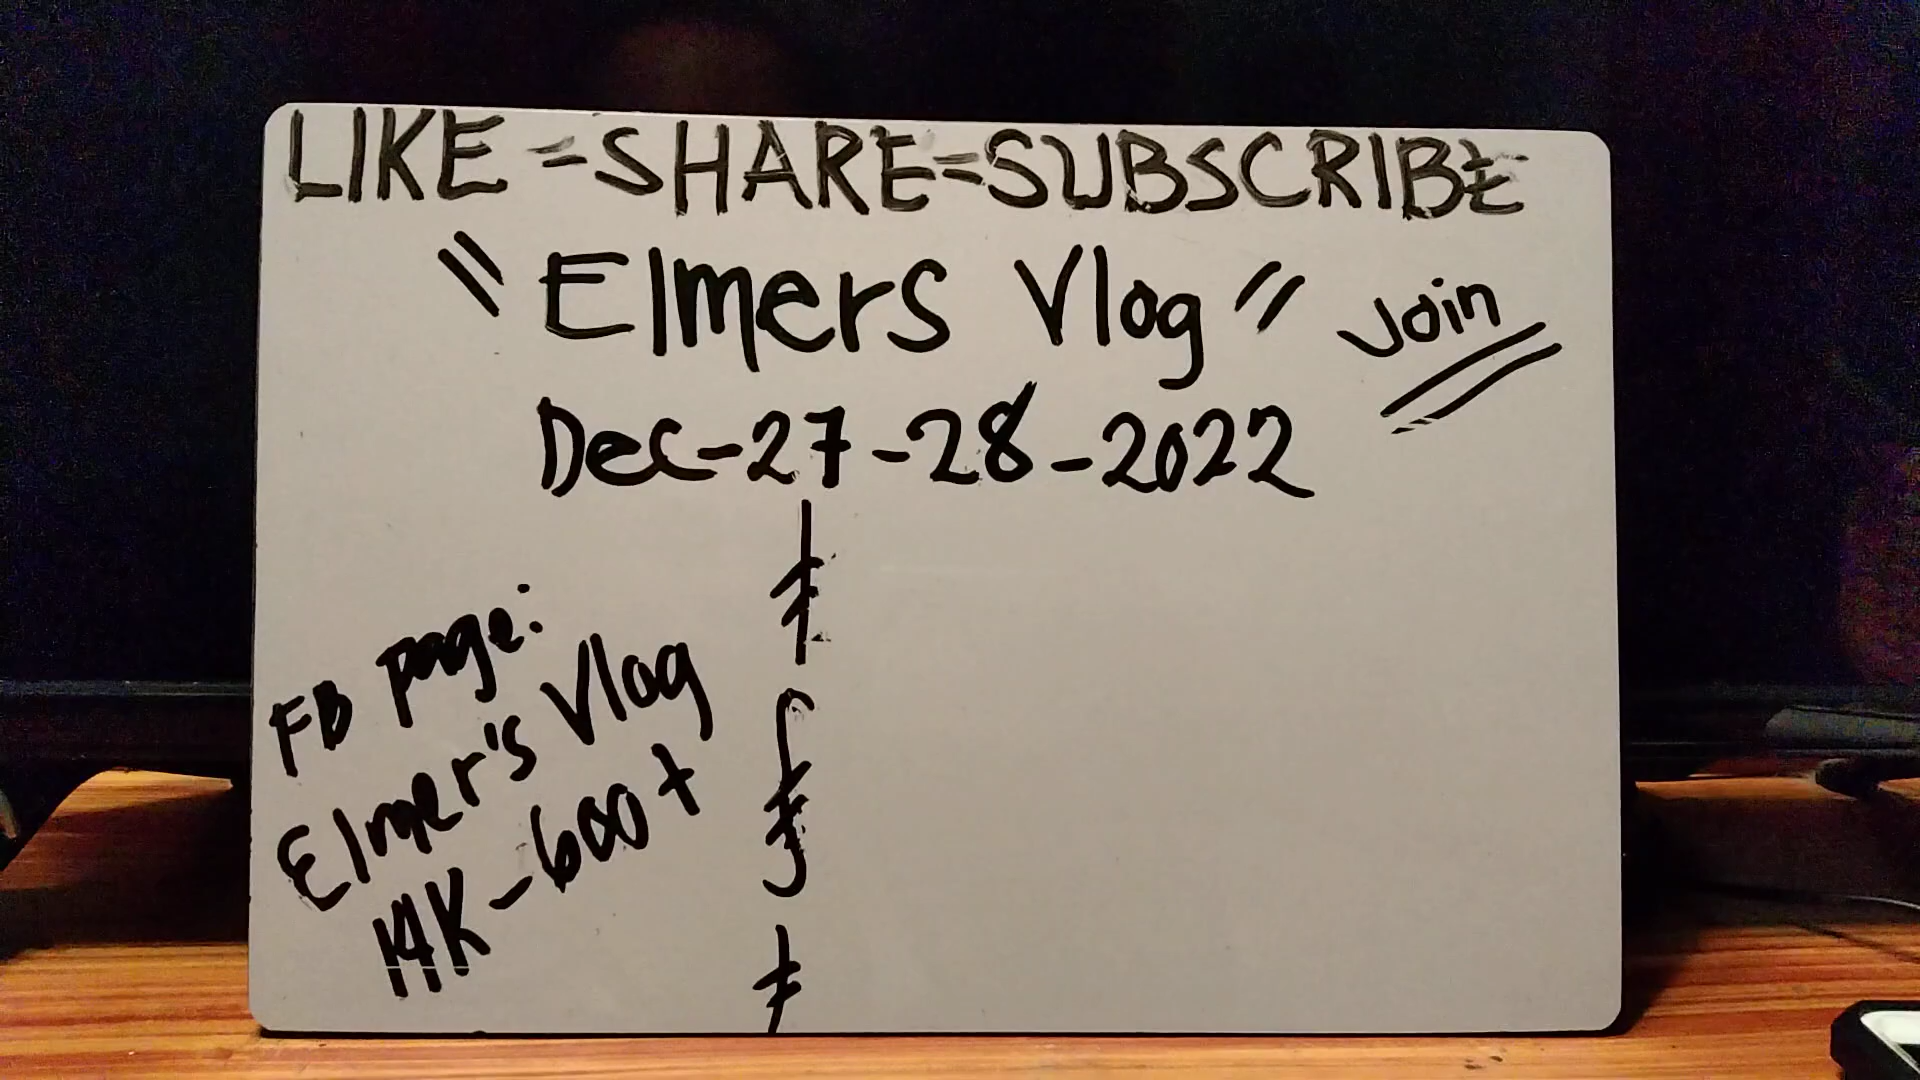 LIKE=SHARE=SUBSCRIBE
"Elmers Vlog" Join
Dec-27-28-2022
FB page:
Elmer's Vlog
14K-600+